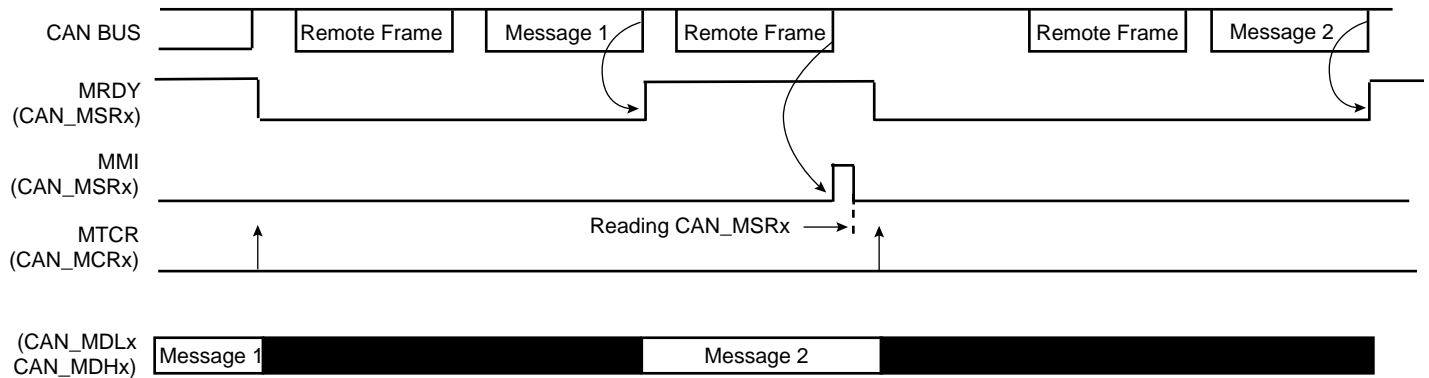 CAN BUS
Remote Frame
Message 1
Remote Frame
Remote Frame
Message 2
MRDY
(CAN_MSRx)
MMI
(CAN_MSRx)
Reading CAN_MSRx
MTCR
(CAN_MCRx)
(CAN_MDLx
CAN_MDHx)
Message 1
Message 2